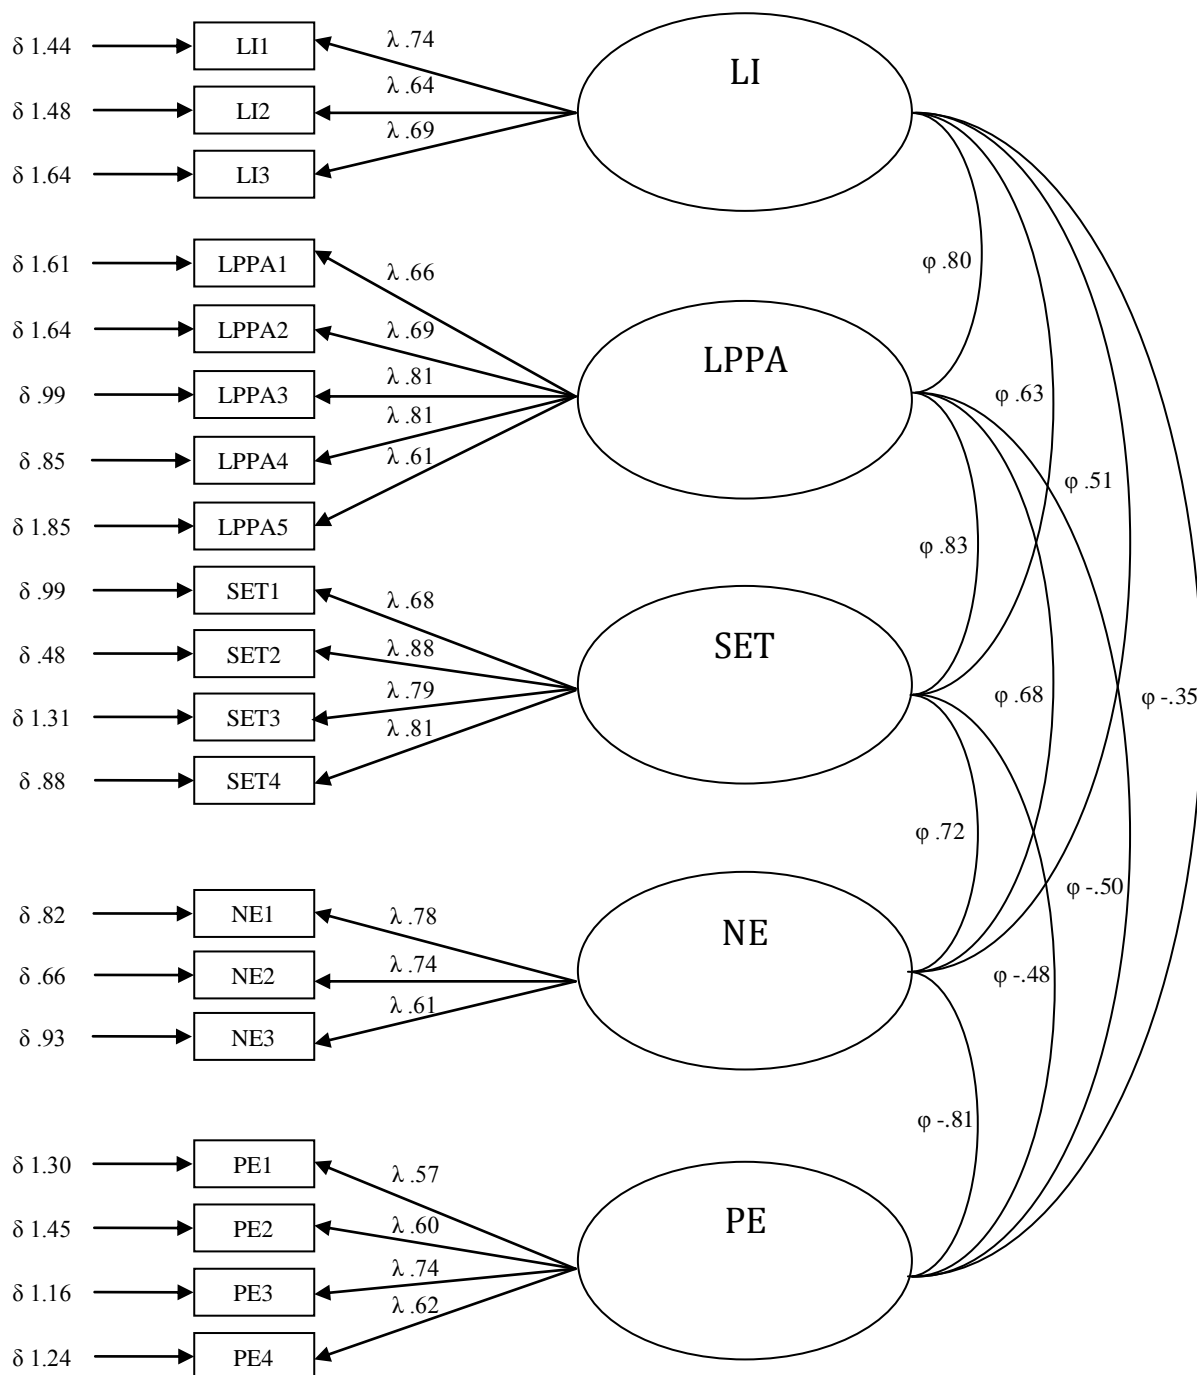 δ 1.44 LI1 λ .74 LI
δ 1.48 LI2 λ .64
δ 1.64 LI3 λ .69
δ 1.61 LPPA1 λ .66 φ .80
δ 1.64 LPPA2 λ .69 LPPA
δ .99 LPPA3 λ .81 φ .63
δ .85 LPPA4 λ .81 φ .51
δ 1.85 LPPA5 λ .61 φ .83
δ .99 SET1 λ .68
δ .48 SET2 λ .88 SET
δ 1.31 SET3 λ .79 φ .68 φ -.35
δ .88 SET4 λ .81
φ .72
δ .82 NE1 λ .78 NE φ -.50
δ .66 NE2 λ .74 φ -.48
δ .93 NE3 λ .61
φ -.81
δ 1.30 PE1 λ .57
δ 1.45 PE2 λ .60 PE
δ 1.16 PE3 λ .74
δ 1.24 PE4 λ .62